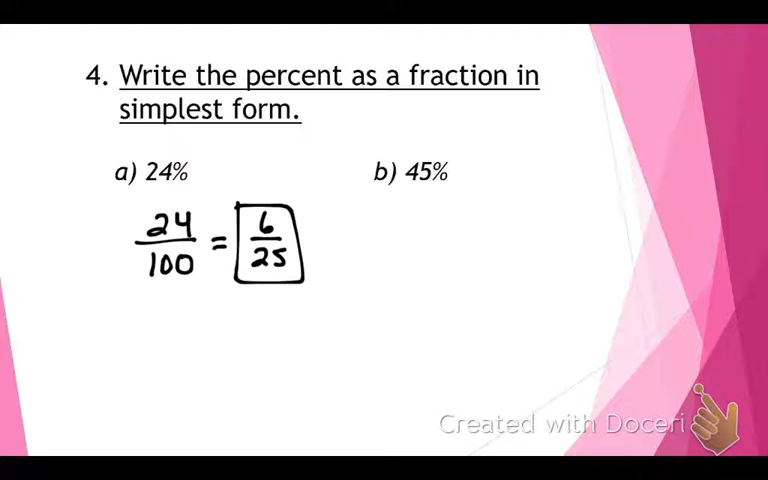 4. Write the percent as a fraction in
simplest form.
a) 24% b) 45%
24/100 = 6/25
Created with Doceri